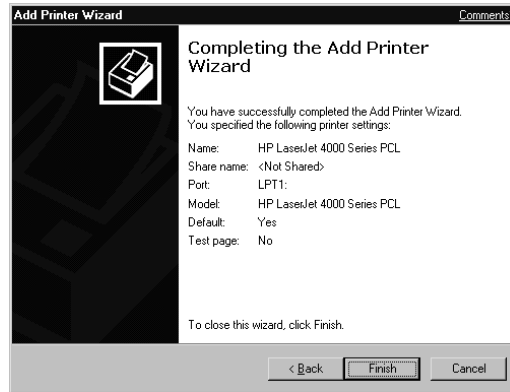 Add Printer Wizard Comments
Completing the Add Printer
Wizard
You have successfully completed the Add Printer Wizard.
You specified the following printer settings:
Name: HP LaserJet 4000 Series PCL
Share name: <Not Shared>
Port: LPT1:
Model: HP LaserJet 4000 Series PCL
Default: Yes
Test page: No
To close this wizard, click Finish.
< Back Finish Cancel